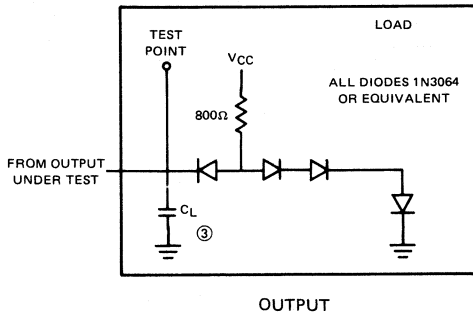 LOAD
TEST
POINT
VCC
ALL DIODES 1N3064
OR EQUIVALENT
800Ω
FROM OUTPUT
UNDER TEST
CL
③
OUTPUT